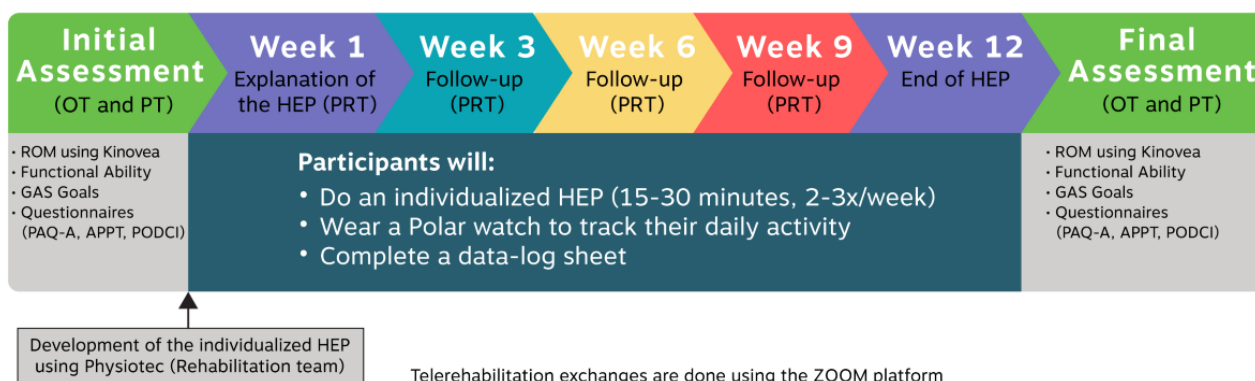 Initial
Assessment
(OT and PT)
Week 1
Explanation of
the HEP (PRT)
Week 3
Follow-up
(PRT)
Week 6
Follow-up
(PRT)
Week 9
Follow-up
(PRT)
Week 12
End of HEP
Final
Assessment
(OT and PT)
• ROM using Kinovea
• Functional Ability
• GAS Goals
• Questionnaires
(PAQ-A, APPT, PODCI)
Participants will:
• Do an individualized HEP (15-30 minutes, 2-3x/week)
• Wear a Polar watch to track their daily activity
• Complete a data-log sheet
• ROM using Kinovea
• Functional Ability
• GAS Goals
• Questionnaires
(PAQ-A, APPT, PODCI)
Development of the individualized HEP
using Physiotec (Rehabilitation team)
Telerehabilitation exchanges are done using the ZOOM platform